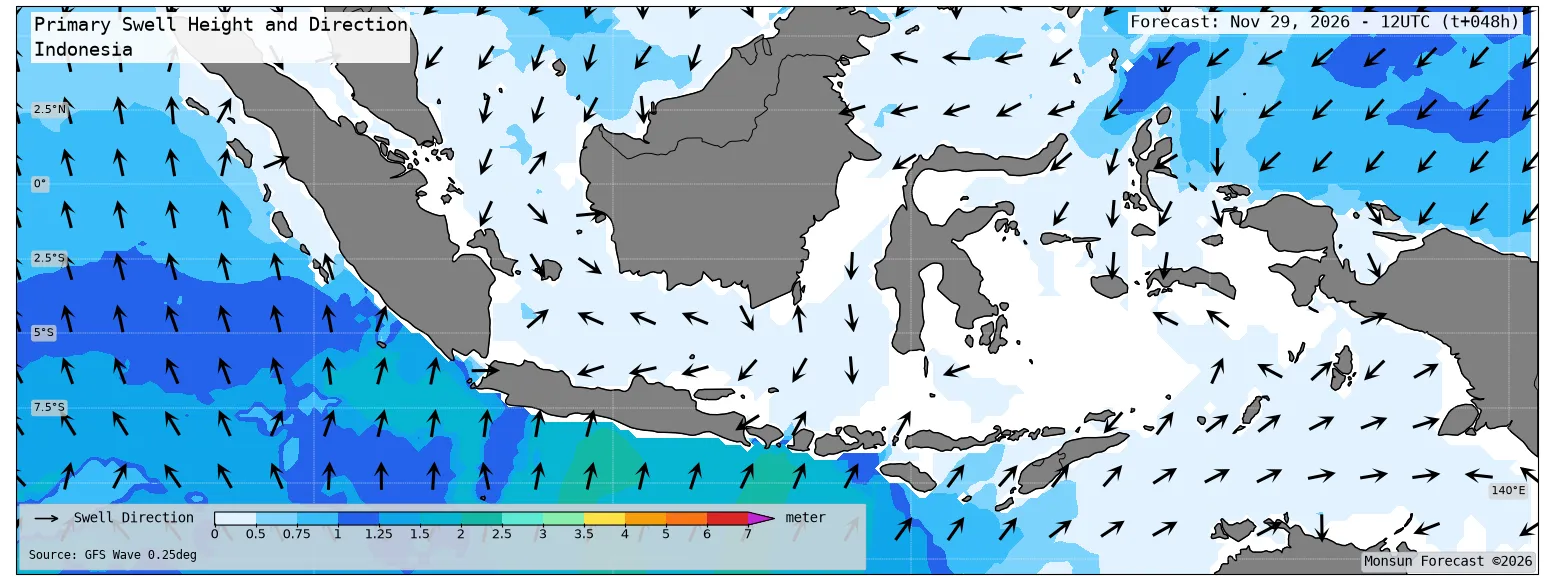 Primary Swell Height and Direction
Indonesia
Forecast: Nov 29, 2026 - 12UTC (t+048h)
2.5°N
0°
2.5°S
5°S
7.5°S
140°E
Swell Direction
0 0.5 0.75 1 1.25 1.5 2 2.5 3 3.5 4 5 6 7
meter
Source: GFS Wave 0.25deg
Monsun Forecast ©2026